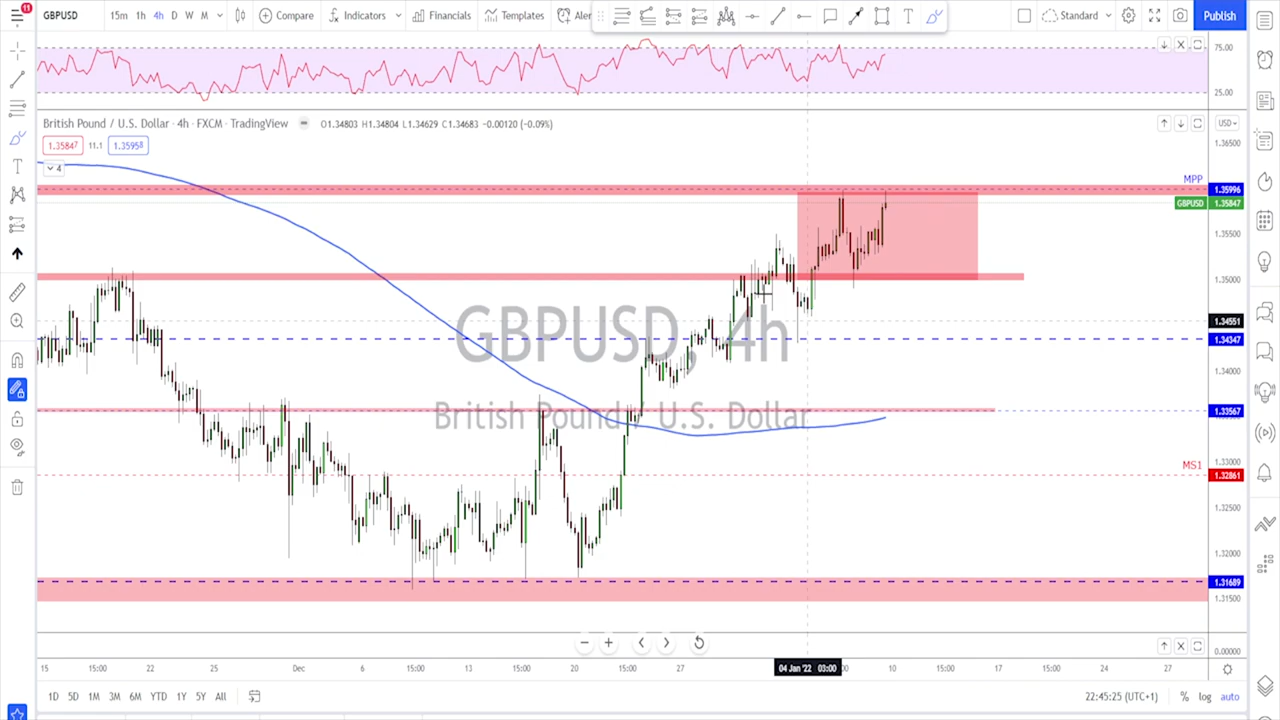 11
GBPUSD 15m 1h 4h D W M Compare Indicators Financials Templates Aler Standard Publish
75.00
25.00
British Pound / U.S. Dollar · 4h · FXCM · TradingView O1.34803 H1.34804 L1.34629 C1.34683 −0.00120 (−0.09%) USD
1.36500
1.35847 11.1 1.35958
4
MPP 1.35996
GBPUSD 1.35847
1.35500
1.35000
1.34551
GBPUSD, 4h 1.34347
1.34000
British Pound / U.S. Dollar 1.33567
1.33000
MS1 1.32861
1.32500
1.32000
1.31689
1.31500
0.00000
15 15:00 22 25 Dec 6 15:00 13 15:00 20 15:00 27 04 Jan '22 03:00 10 15:00 17 15:00 24 27
1D 5D 1M 3M 6M YTD 1Y 5Y All 22:45:25 (UTC+1) % log auto